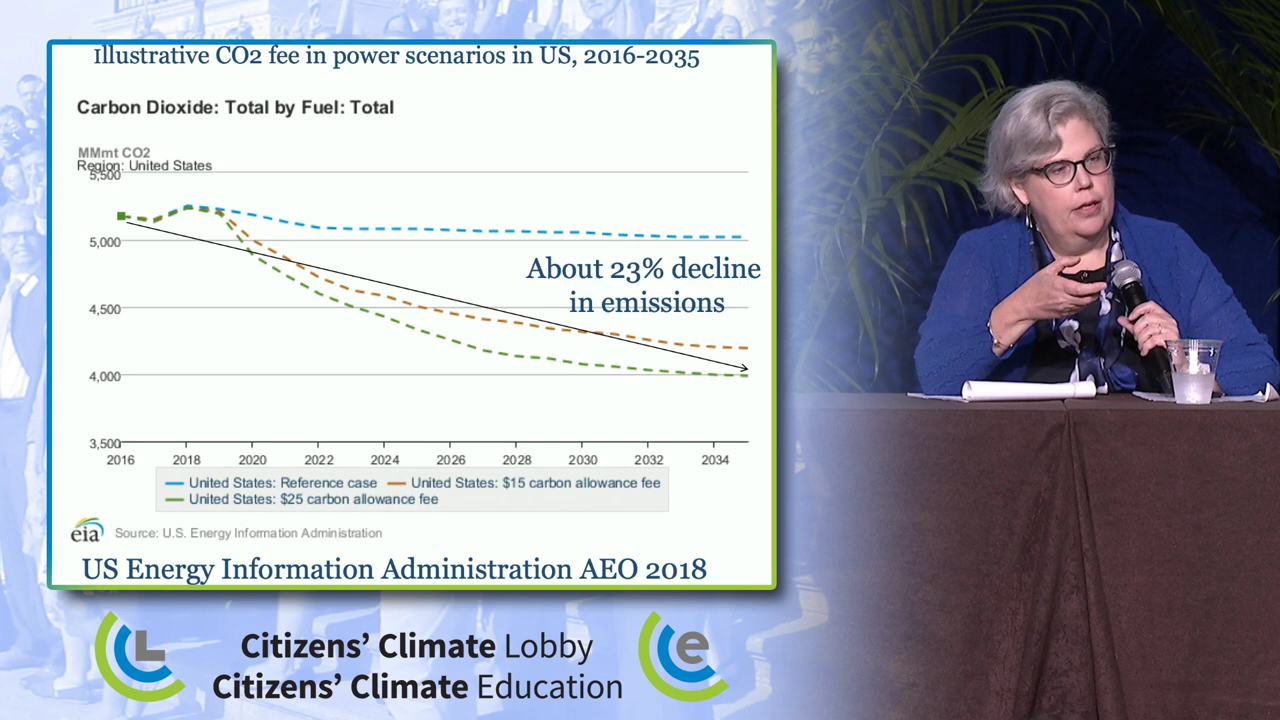 Illustrative CO2 fee in power scenarios in US, 2016-2035
Carbon Dioxide: Total by Fuel: Total
MMmt CO2
Region: United States
5,500
5,000
4,500
4,000
3,500
About 23% decline
in emissions
2016 2018 2020 2022 2024 2026 2028 2030 2032 2034
United States: Reference case United States: $15 carbon allowance fee
United States: $25 carbon allowance fee
eia Source: U.S. Energy Information Administration
US Energy Information Administration AEO 2018
L
Citizens' Climate Lobby
Citizens' Climate Education
e